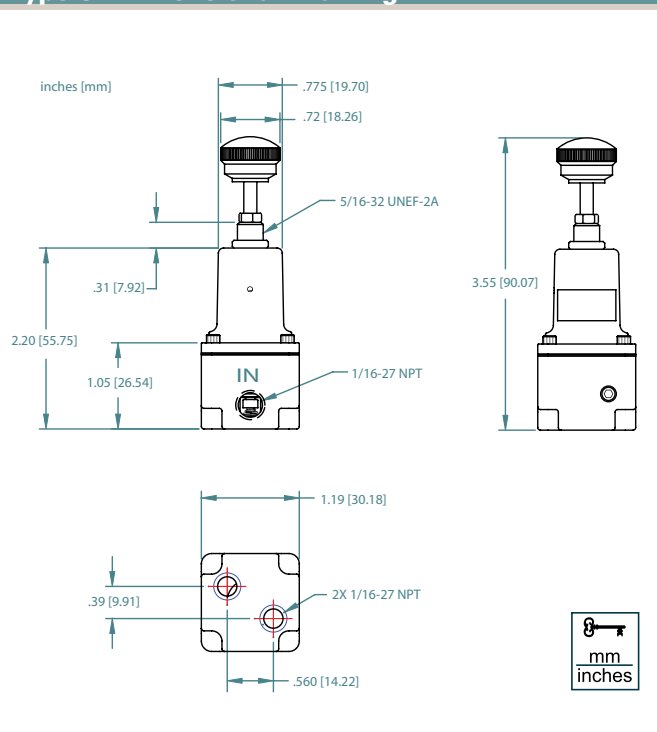 inches [mm]
.775 [19.70]
.72 [18.26]
5/16-32 UNEF-2A
.31 [7.92]
3.55 [90.07]
2.20 [55.75]
1.05 [26.54]
IN
1/16-27 NPT
1.19 [30.18]
.39 [9.91]
2X 1/16-27 NPT
.560 [14.22]
mm
inches